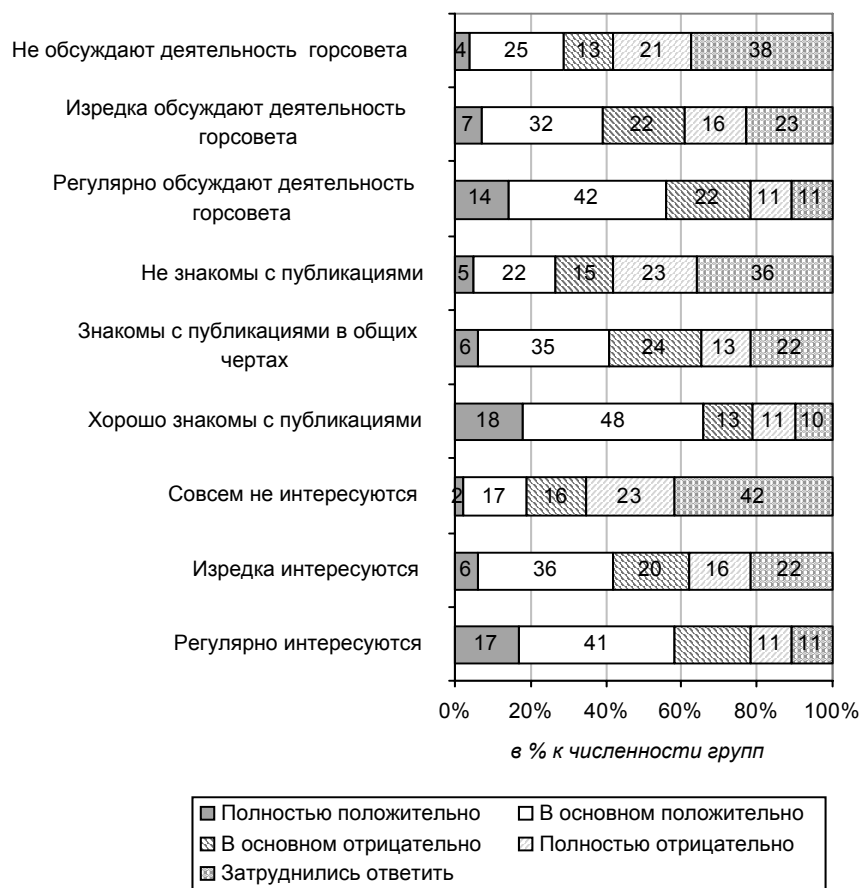 Не обсуждают деятельность горсовета
4 25 13 21 38
Изредка обсуждают деятельность
горсовета
7 32 22 16 23
Регулярно обсуждают деятельность
горсовета
14 42 22 11 11
Не знакомы с публикациями
5 22 15 23 36
Знакомы с публикациями в общих
чертах
6 35 24 13 22
Хорошо знакомы с публикациями
18 48 13 11 10
Совсем не интересуются
2 17 16 23 42
Изредка интересуются
6 36 20 16 22
Регулярно интересуются
17 41 11 11
0% 20% 40% 60% 80% 100%
в % к численности групп
Полностью положительно В основном положительно
В основном отрицательно Полностью отрицательно
Затруднились ответить